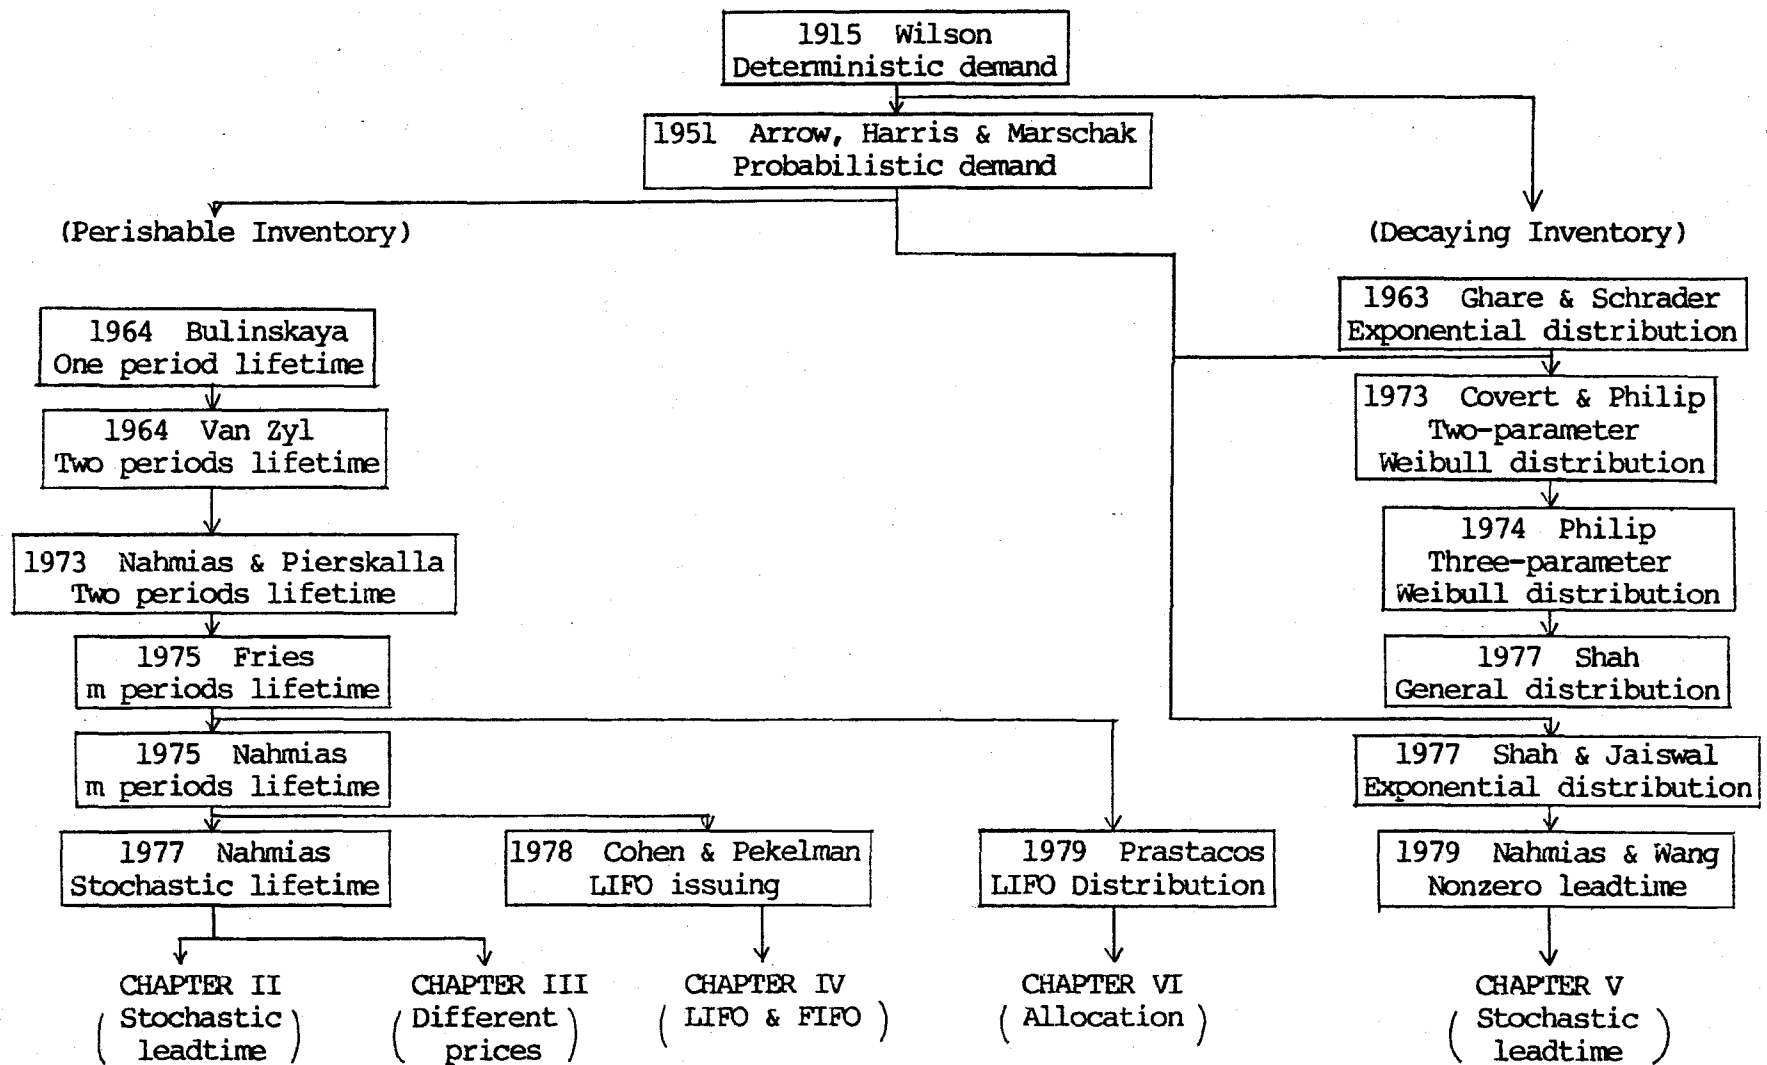 1915 Wilson
Deterministic demand
1951 Arrow, Harris & Marschak
Probabilistic demand
(Perishable Inventory)
(Decaying Inventory)
1964 Bulinskaya
One period lifetime
1964 Van Zyl
Two periods lifetime
1973 Nahmias & Pierskalla
Two periods lifetime
1975 Fries
m periods lifetime
1975 Nahmias
m periods lifetime
1977 Nahmias
Stochastic lifetime
1978 Cohen & Pekelman
LIFO issuing
1979 Prastacos
LIFO Distribution
1963 Ghare & Schrader
Exponential distribution
1973 Covert & Philip
Two-parameter
Weibull distribution
1974 Philip
Three-parameter
Weibull distribution
1977 Shah
General distribution
1977 Shah & Jaiswal
Exponential distribution
1979 Nahmias & Wang
Nonzero leadtime
CHAPTER II
(Stochastic
leadtime)
CHAPTER III
(Different
prices)
CHAPTER IV
(LIFO & FIFO)
CHAPTER VI
(Allocation)
CHAPTER V
(Stochastic
leadtime)